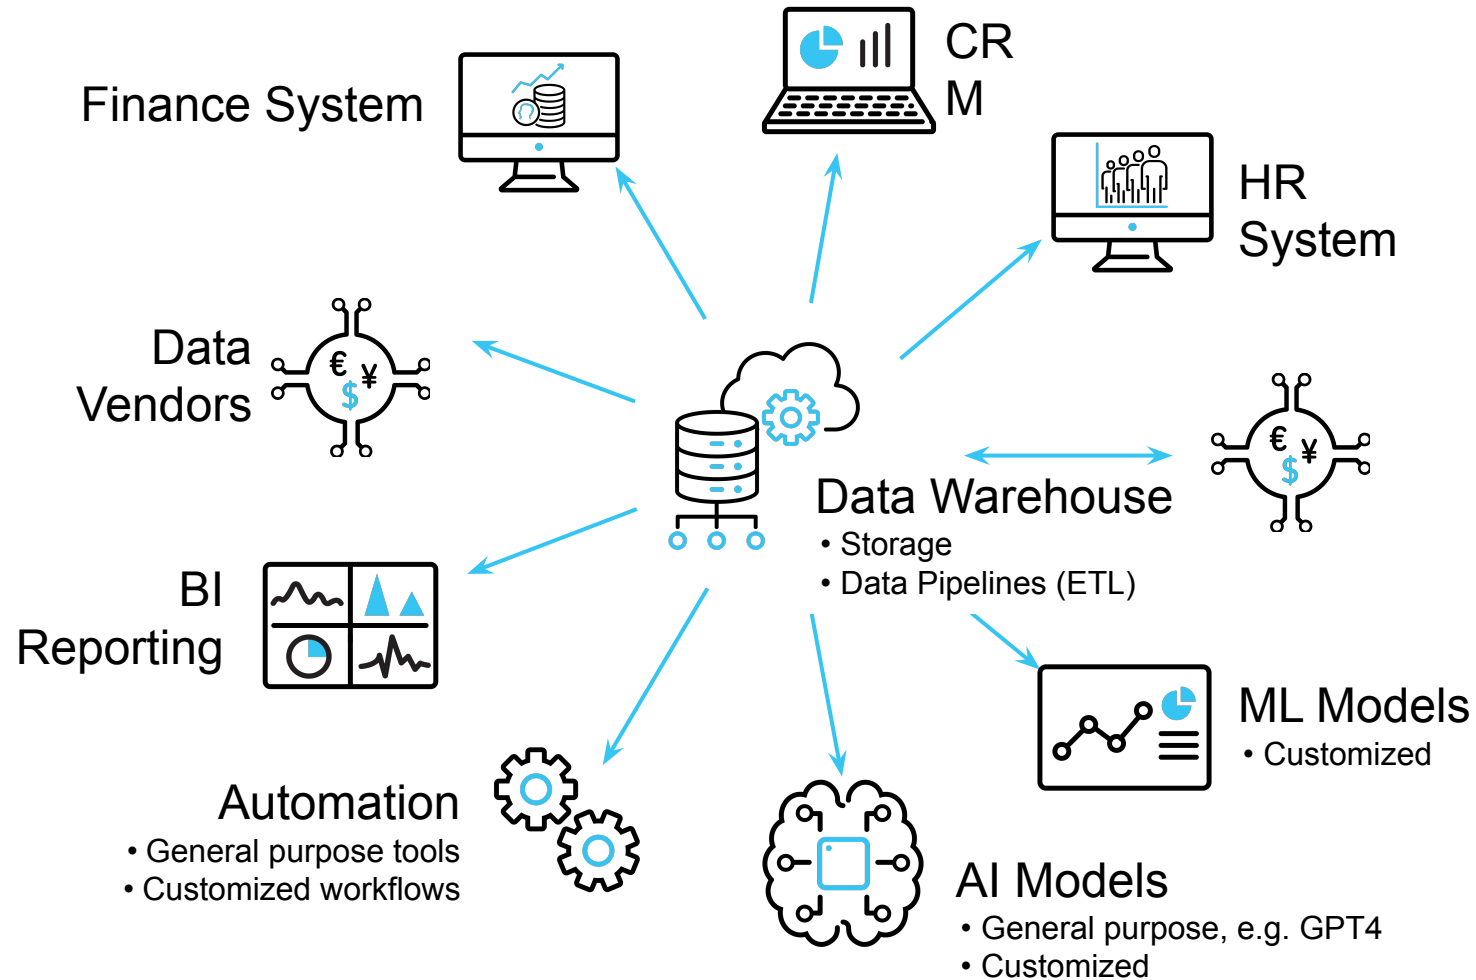 CR
M
Finance System
HR
System
Data
Vendors
€ ¥
$
€ ¥
$
Data Warehouse
• Storage
• Data Pipelines (ETL)
BI
Reporting
ML Models
• Customized
Automation
• General purpose tools
• Customized workflows
AI Models
• General purpose, e.g. GPT4
• Customized